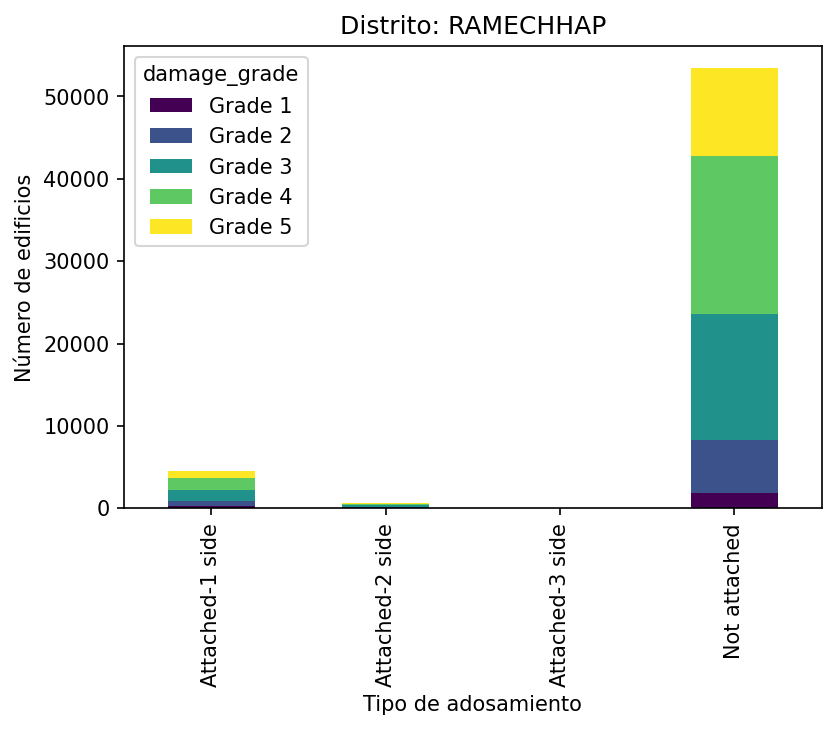 Distrito: RAMECHHAP
damage_grade
Grade 1
Grade 2
Grade 3
Grade 4
Grade 5
Número de edificios
50000
40000
30000
20000
10000
0
Attached-1 side
Attached-2 side
Attached-3 side
Not attached
Tipo de adosamiento